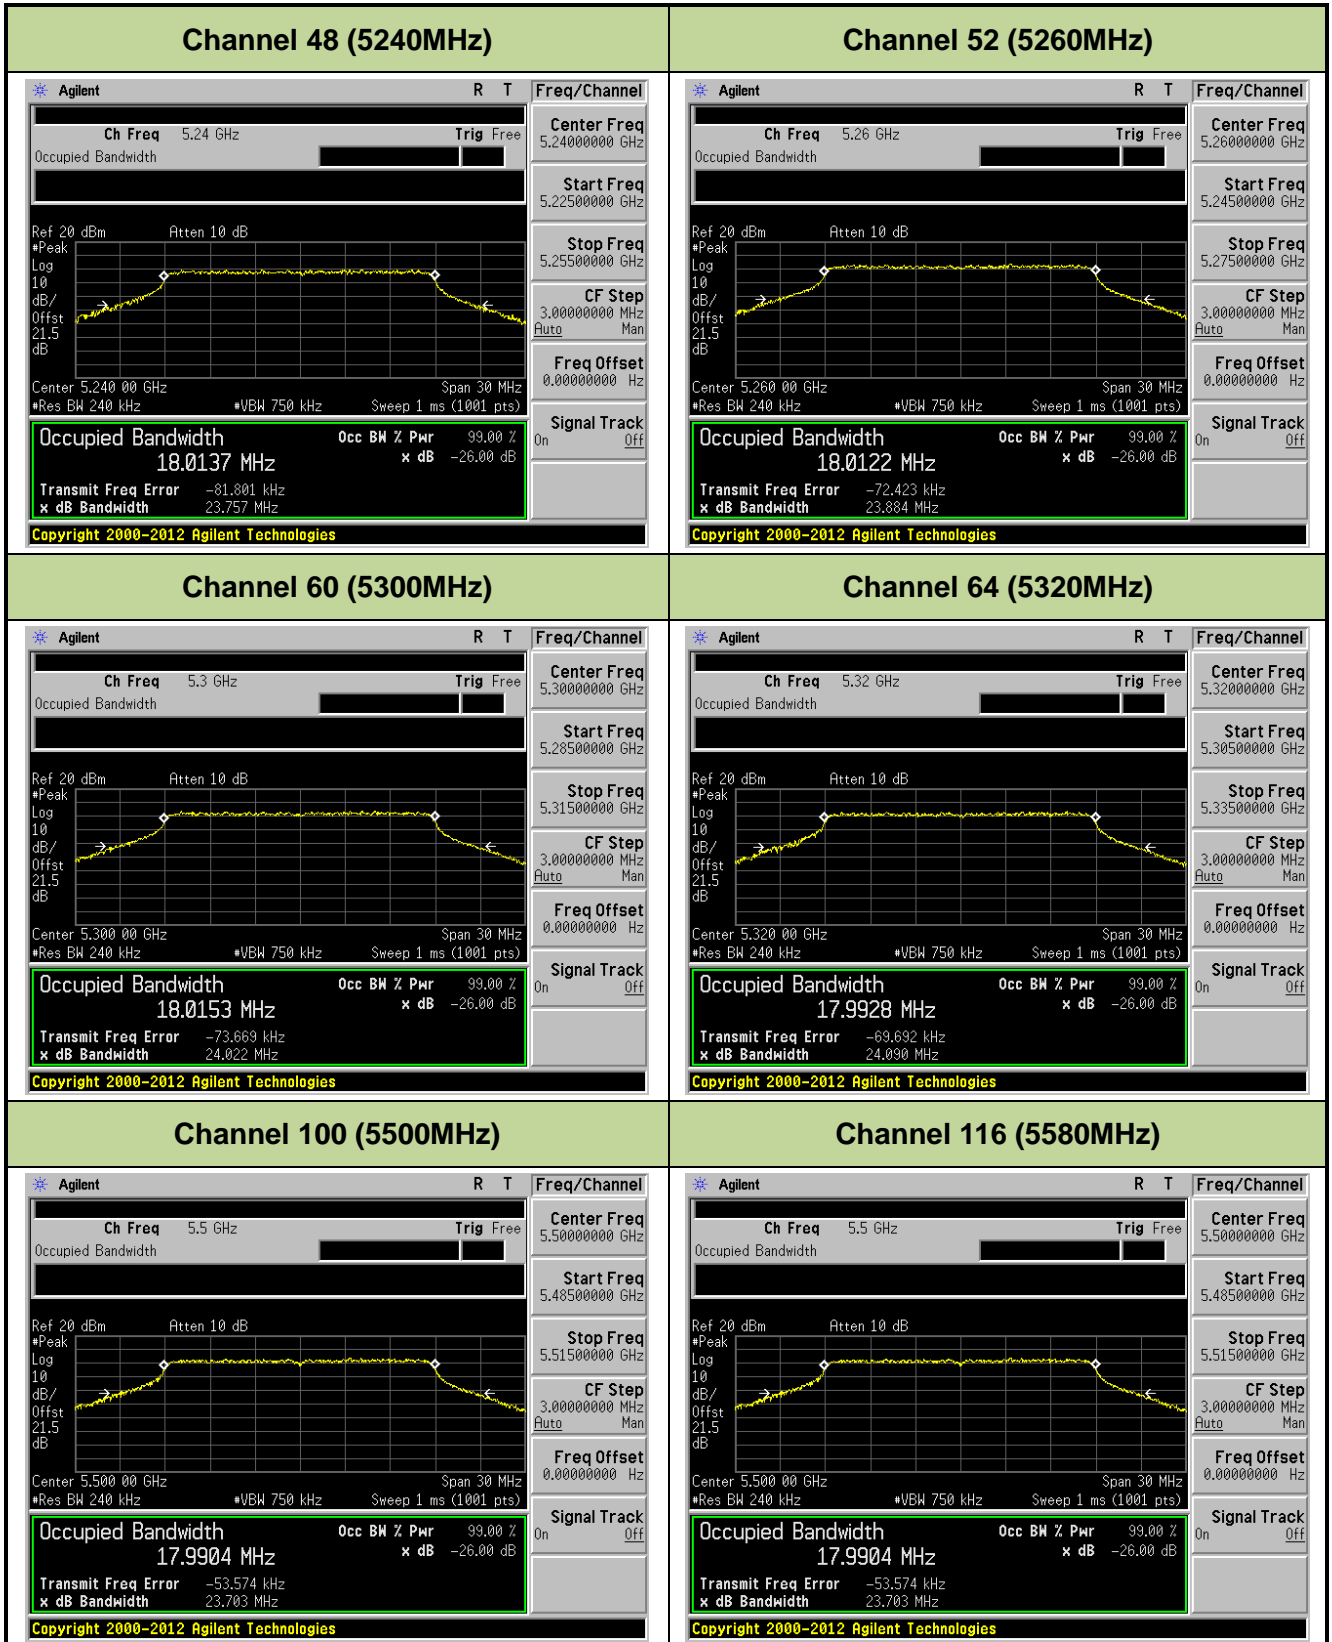 Channel 48 (5240MHz)
Agilent R T Freq/Channel
Ch Freq 5.24 GHz Trig Free
Occupied Bandwidth
Center Freq
5.24000000 GHz
Start Freq
5.22500000 GHz
Stop Freq
5.25500000 GHz
CF Step
3.00000000 MHz
Auto Man
Freq Offset
0.00000000 Hz
Signal Track
On Off
Ref 20 dBm Atten 10 dB
#Peak
Log
10
dB/
Offst
21.5
dB
Center 5.240 00 GHz Span 30 MHz
#Res BW 240 kHz #VBW 750 kHz Sweep 1 ms (1001 pts)
Occupied Bandwidth Occ BW % Pwr 99.00 %
18.0137 MHz x dB -26.00 dB
Transmit Freq Error -81.801 kHz
x dB Bandwidth 23.757 MHz
Copyright 2000-2012 Agilent Technologies
Channel 52 (5260MHz)
Agilent R T Freq/Channel
Ch Freq 5.26 GHz Trig Free
Occupied Bandwidth
Center Freq
5.26000000 GHz
Start Freq
5.24500000 GHz
Stop Freq
5.27500000 GHz
CF Step
3.00000000 MHz
Auto Man
Freq Offset
0.00000000 Hz
Signal Track
On Off
Ref 20 dBm Atten 10 dB
#Peak
Log
10
dB/
Offst
21.5
dB
Center 5.260 00 GHz Span 30 MHz
#Res BW 240 kHz #VBW 750 kHz Sweep 1 ms (1001 pts)
Occupied Bandwidth Occ BW % Pwr 99.00 %
18.0122 MHz x dB -26.00 dB
Transmit Freq Error -72.423 kHz
x dB Bandwidth 23.884 MHz
Copyright 2000-2012 Agilent Technologies
Channel 60 (5300MHz)
Agilent R T Freq/Channel
Ch Freq 5.3 GHz Trig Free
Occupied Bandwidth
Center Freq
5.30000000 GHz
Start Freq
5.28500000 GHz
Stop Freq
5.31500000 GHz
CF Step
3.00000000 MHz
Auto Man
Freq Offset
0.00000000 Hz
Signal Track
On Off
Ref 20 dBm Atten 10 dB
#Peak
Log
10
dB/
Offst
21.5
dB
Center 5.300 00 GHz Span 30 MHz
#Res BW 240 kHz #VBW 750 kHz Sweep 1 ms (1001 pts)
Occupied Bandwidth Occ BW % Pwr 99.00 %
18.0153 MHz x dB -26.00 dB
Transmit Freq Error -73.669 kHz
x dB Bandwidth 24.022 MHz
Copyright 2000-2012 Agilent Technologies
Channel 64 (5320MHz)
Agilent R T Freq/Channel
Ch Freq 5.32 GHz Trig Free
Occupied Bandwidth
Center Freq
5.32000000 GHz
Start Freq
5.30500000 GHz
Stop Freq
5.33500000 GHz
CF Step
3.00000000 MHz
Auto Man
Freq Offset
0.00000000 Hz
Signal Track
On Off
Ref 20 dBm Atten 10 dB
#Peak
Log
10
dB/
Offst
21.5
dB
Center 5.320 00 GHz Span 30 MHz
#Res BW 240 kHz #VBW 750 kHz Sweep 1 ms (1001 pts)
Occupied Bandwidth Occ BW % Pwr 99.00 %
17.9928 MHz x dB -26.00 dB
Transmit Freq Error -69.692 kHz
x dB Bandwidth 24.090 MHz
Copyright 2000-2012 Agilent Technologies
Channel 100 (5500MHz)
Agilent R T Freq/Channel
Ch Freq 5.5 GHz Trig Free
Occupied Bandwidth
Center Freq
5.50000000 GHz
Start Freq
5.48500000 GHz
Stop Freq
5.51500000 GHz
CF Step
3.00000000 MHz
Auto Man
Freq Offset
0.00000000 Hz
Signal Track
On Off
Ref 20 dBm Atten 10 dB
#Peak
Log
10
dB/
Offst
21.5
dB
Center 5.500 00 GHz Span 30 MHz
#Res BW 240 kHz #VBW 750 kHz Sweep 1 ms (1001 pts)
Occupied Bandwidth Occ BW % Pwr 99.00 %
17.9904 MHz x dB -26.00 dB
Transmit Freq Error -53.574 kHz
x dB Bandwidth 23.703 MHz
Copyright 2000-2012 Agilent Technologies
Channel 116 (5580MHz)
Agilent R T Freq/Channel
Ch Freq 5.5 GHz Trig Free
Occupied Bandwidth
Center Freq
5.50000000 GHz
Start Freq
5.48500000 GHz
Stop Freq
5.51500000 GHz
CF Step
3.00000000 MHz
Auto Man
Freq Offset
0.00000000 Hz
Signal Track
On Off
Ref 20 dBm Atten 10 dB
#Peak
Log
10
dB/
Offst
21.5
dB
Center 5.500 00 GHz Span 30 MHz
#Res BW 240 kHz #VBW 750 kHz Sweep 1 ms (1001 pts)
Occupied Bandwidth Occ BW % Pwr 99.00 %
17.9904 MHz x dB -26.00 dB
Transmit Freq Error -53.574 kHz
x dB Bandwidth 23.703 MHz
Copyright 2000-2012 Agilent Technologies